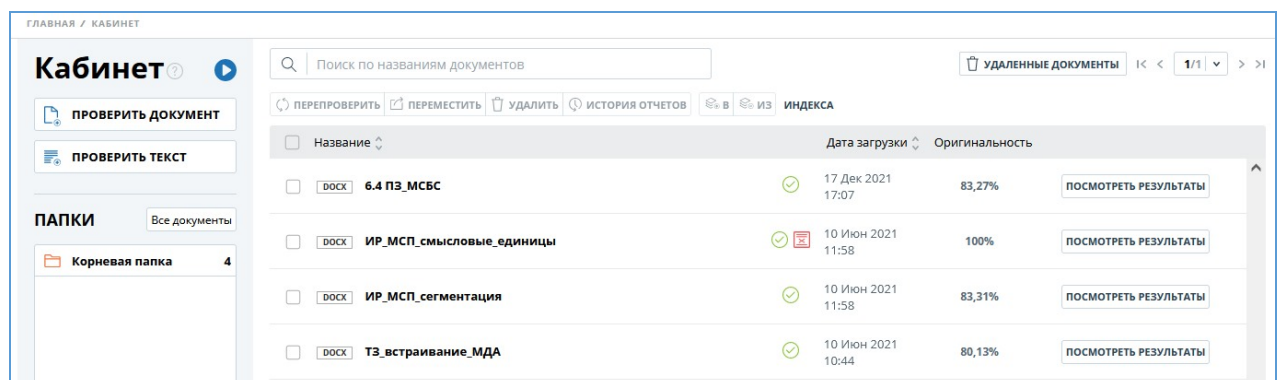 ГЛАВНАЯ / КАБИНЕТ
Кабинет ?
ПРОВЕРИТЬ ДОКУМЕНТ
ПРОВЕРИТЬ ТЕКСТ
ПАПКИ Все документы
Корневая папка 4
Поиск по названиям документов
УДАЛЕННЫЕ ДОКУМЕНТЫ |< < 1/1 > >|
ПЕРЕПРОВЕРИТЬ ПЕРЕМЕСТИТЬ УДАЛИТЬ ИСТОРИЯ ОТЧЕТОВ В ИЗ ИНДЕКСА
Название Дата загрузки Оригинальность
DOCX 6.4 ПЗ_МСБС 17 Дек 2021 17:07 83,27% ПОСМОТРЕТЬ РЕЗУЛЬТАТЫ
DOCX ИР_МСП_смысловые_единицы 10 Июн 2021 11:58 100% ПОСМОТРЕТЬ РЕЗУЛЬТАТЫ
DOCX ИР_МСП_сегментация 10 Июн 2021 11:58 83,31% ПОСМОТРЕТЬ РЕЗУЛЬТАТЫ
DOCX ТЗ_встраивание_МДА 10 Июн 2021 10:44 80,13% ПОСМОТРЕТЬ РЕЗУЛЬТАТЫ